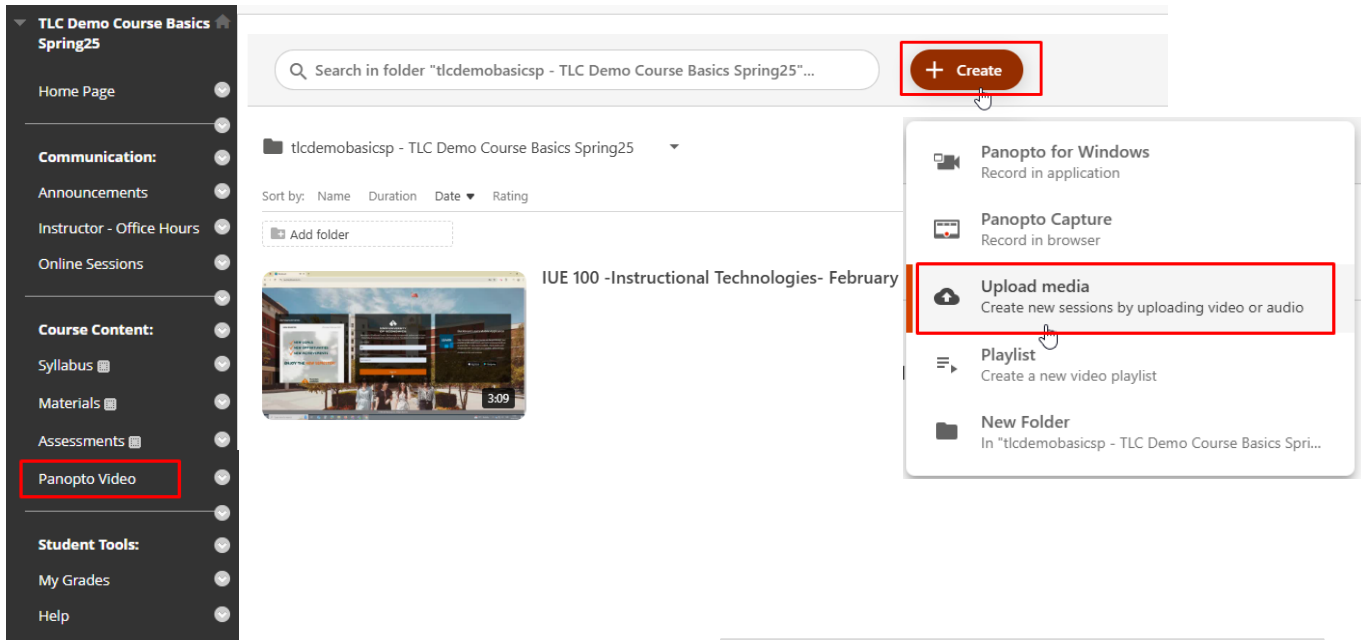 TLC Demo Course Basics
Spring25
Home Page
Communication:
Announcements
Instructor - Office Hours
Online Sessions
Course Content:
Syllabus
Materials
Assessments
Panopto Video
Student Tools:
My Grades
Help
Search in folder "tlcdemobasicsp - TLC Demo Course Basics Spring25"...
+ Create
tlcdemobasicsp - TLC Demo Course Basics Spring25
Sort by: Name Duration Date Rating
Add folder
IUE 100 -Instructional Technologies- February
3:09
Panopto for Windows
Record in application
Panopto Capture
Record in browser
Upload media
Create new sessions by uploading video or audio
Playlist
Create a new video playlist
New Folder
In "tlcdemobasicsp - TLC Demo Course Basics Spri...